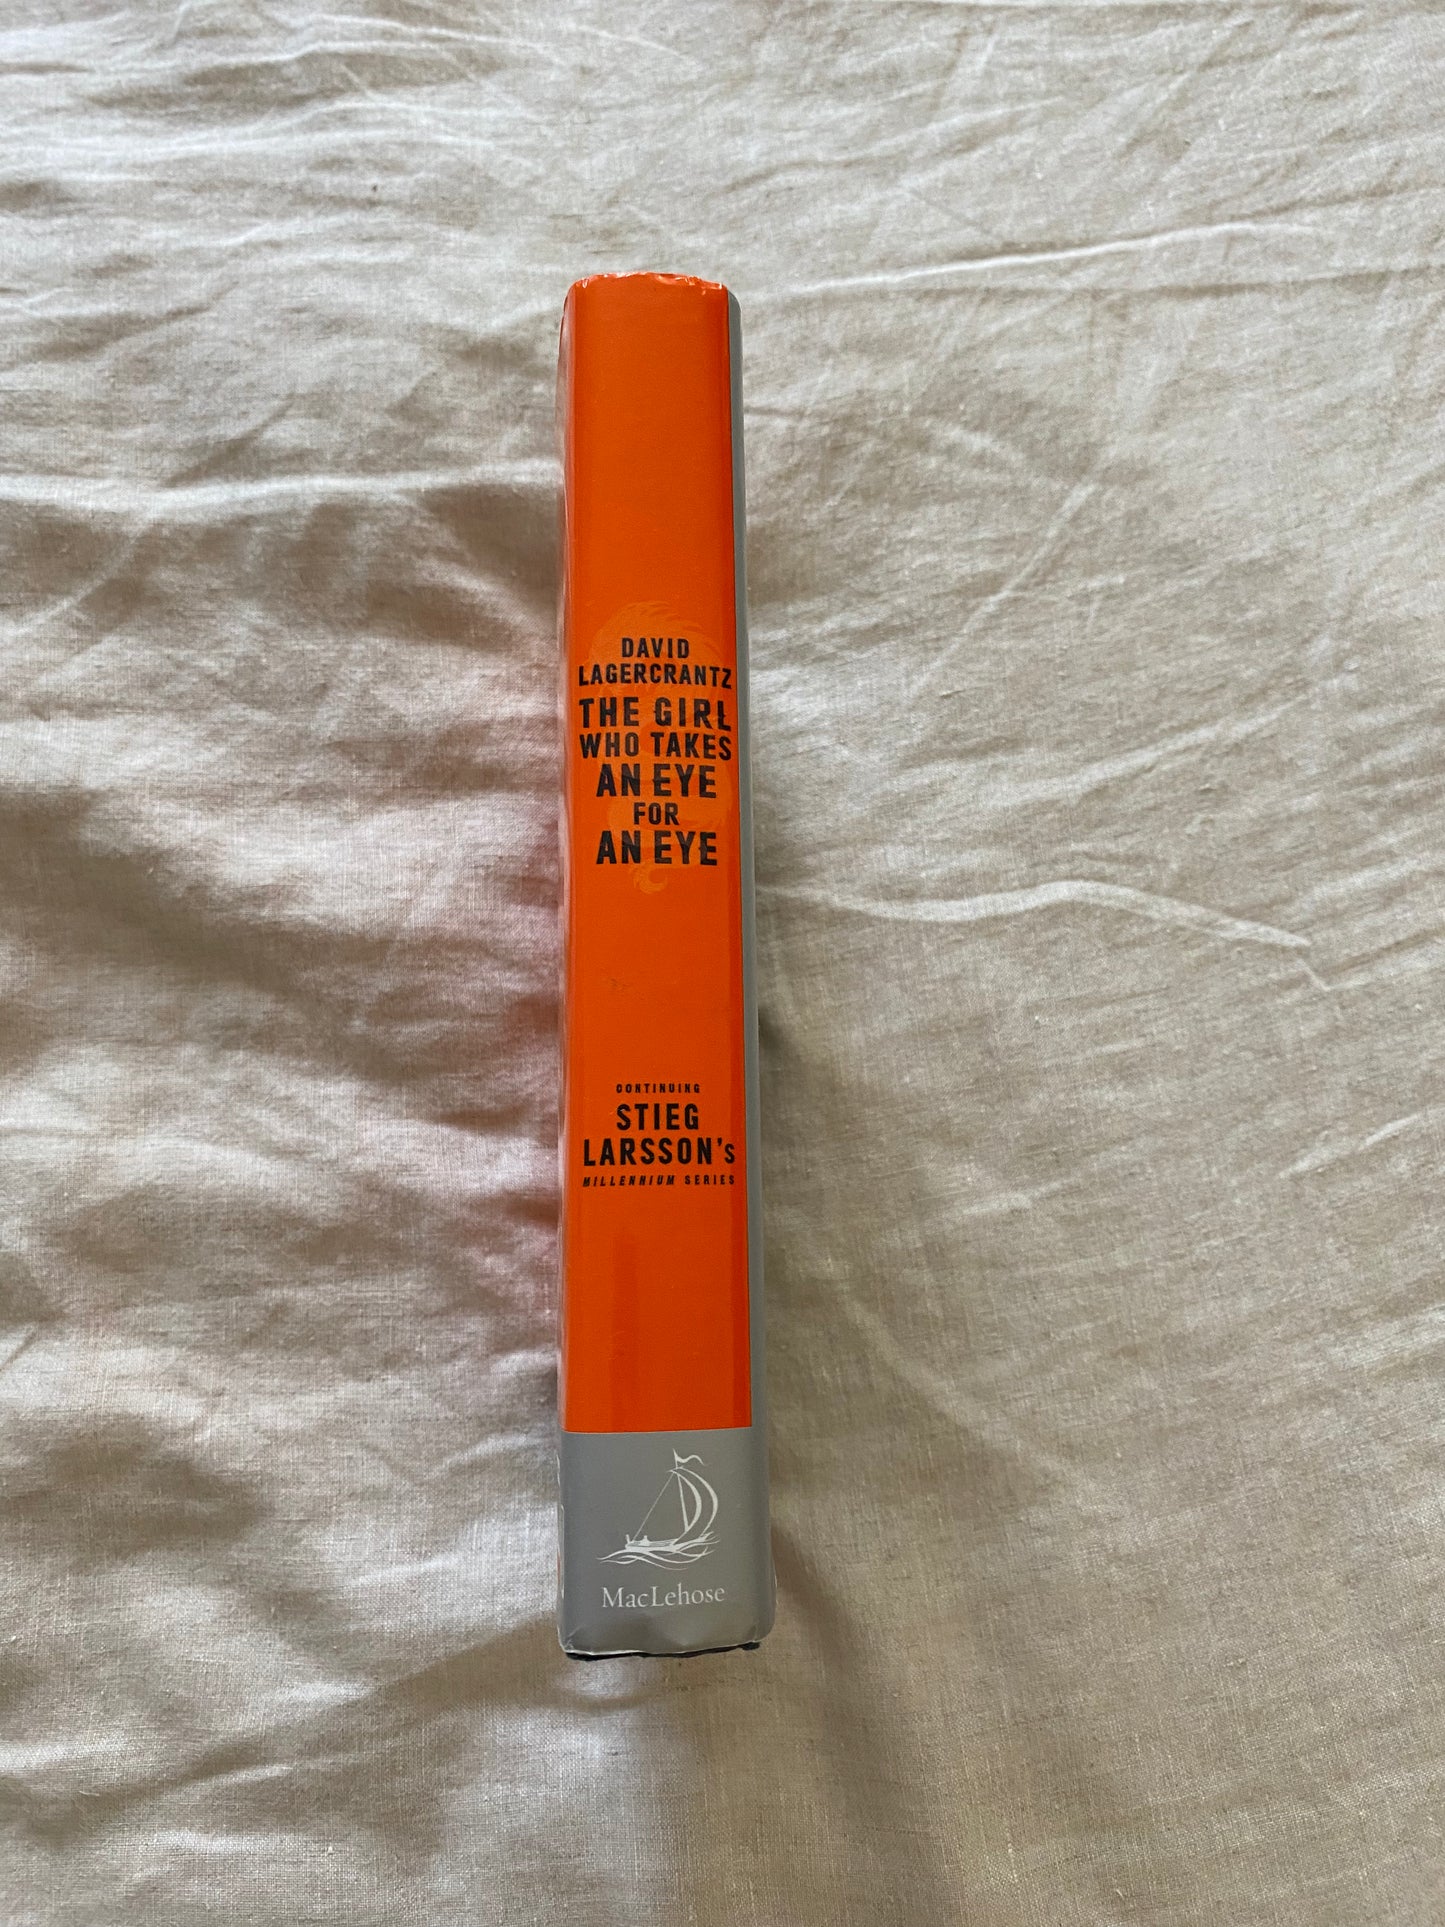 DAVID
LAGERCRANTZ
THE GIRL
WHO TAKES
AN EYE
FOR
AN EYE
CONTINUING
STIEG
LARSSON's
MILLENNIUM SERIES
MacLehose